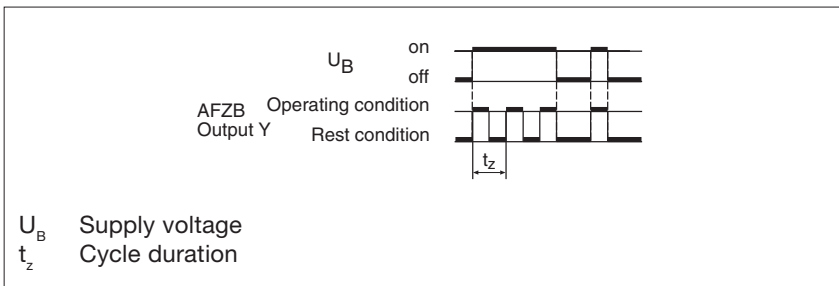 U_B on
off
AFZB Operating condition
Output Y Rest condition
t_z
U_B Supply voltage
t_z Cycle duration